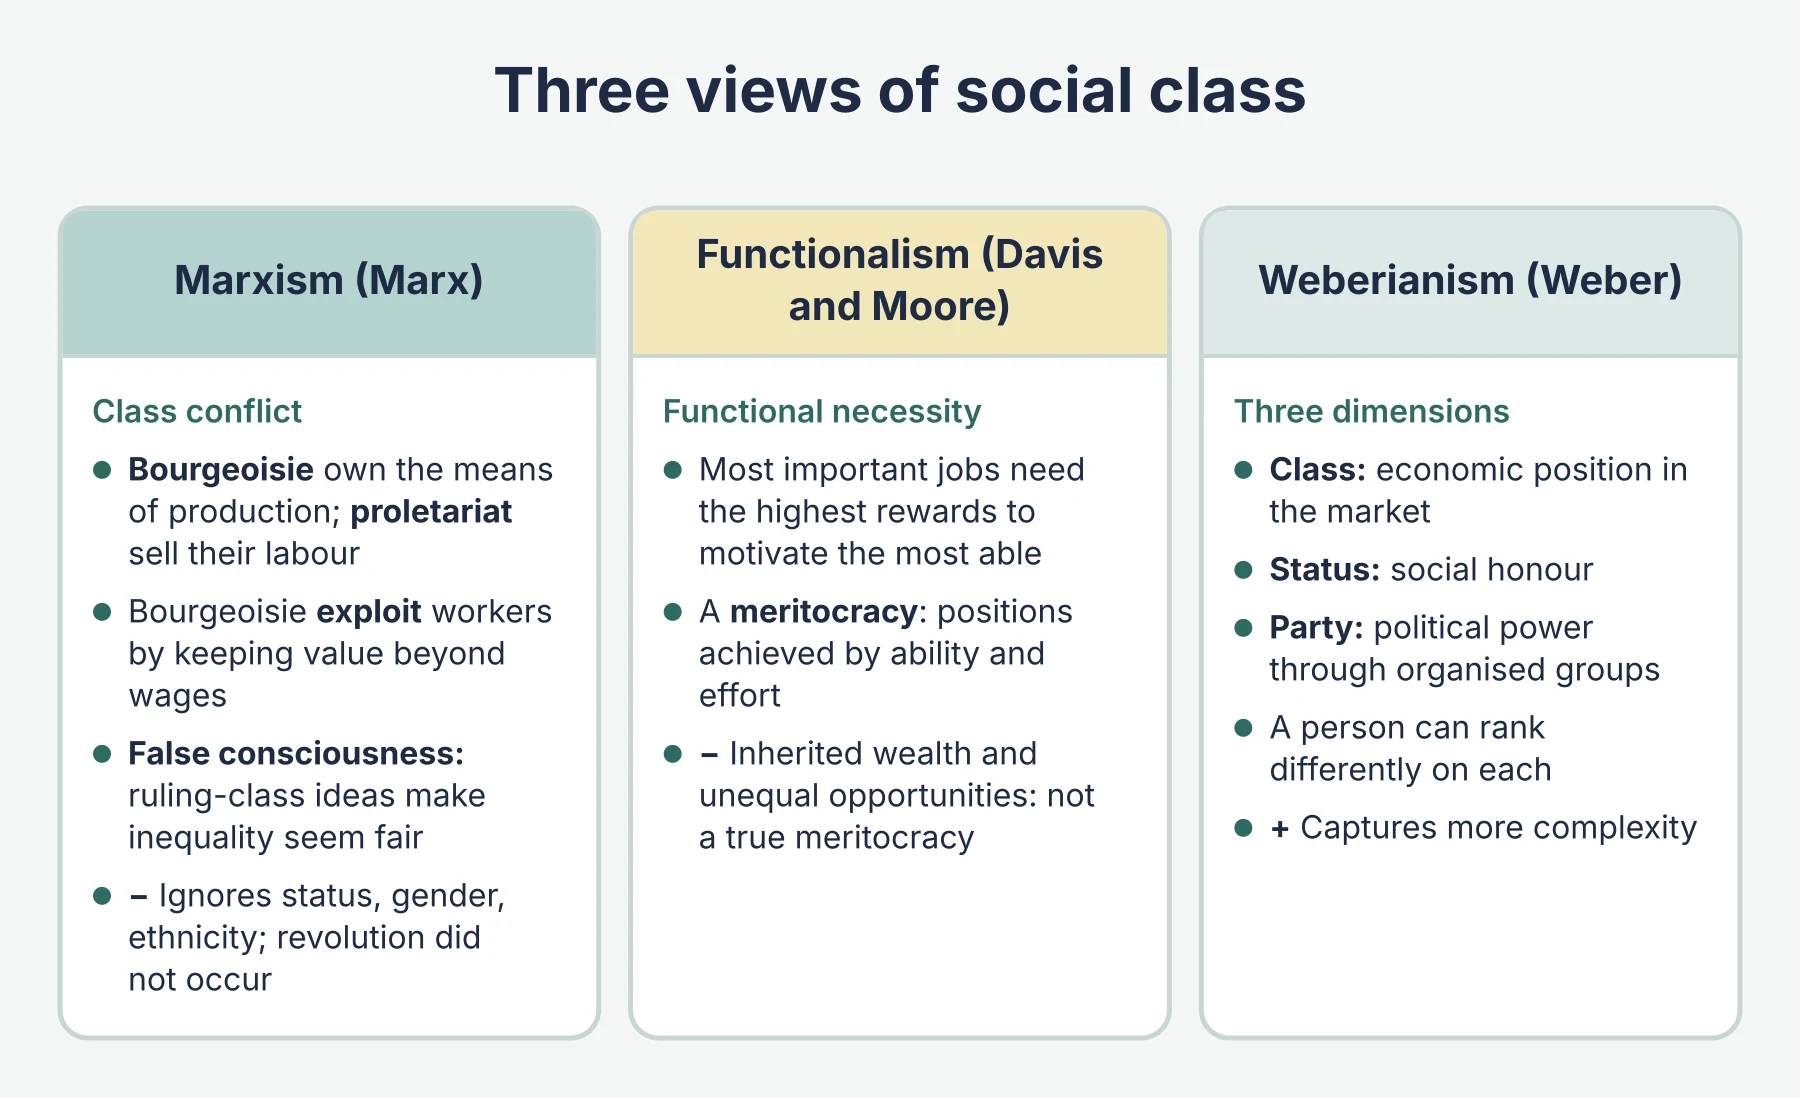 Three views of social class
Marxism (Marx)
Class conflict
Bourgeoisie own the means
of production; proletariat
sell their labour
Bourgeoisie exploit workers
by keeping value beyond
wages
False consciousness:
ruling-class ideas make
inequality seem fair
– Ignores status, gender,
ethnicity; revolution did
not occur
Functionalism (Davis
and Moore)
Functional necessity
Most important jobs need
the highest rewards to
motivate the most able
A meritocracy: positions
achieved by ability and
effort
– Inherited wealth and
unequal opportunities: not
a true meritocracy
Weberianism (Weber)
Three dimensions
Class: economic position in
the market
Status: social honour
Party: political power
through organised groups
A person can rank
differently on each
+ Captures more complexity